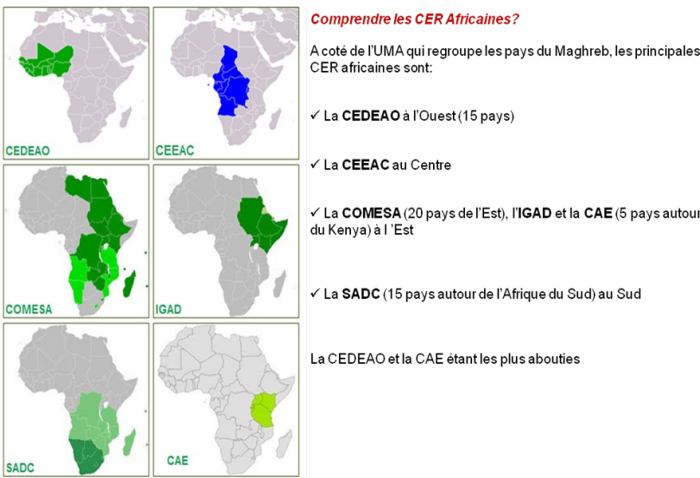 CEDEAO
CEEAC
COMESA
IGAD
SADC
CAE
Comprendre les CER Africaines?
A coté de l'UMA qui regroupe les pays du Maghreb, les principales
CER africaines sont:
✓ La CEDEAO à l'Ouest (15 pays)
✓ La CEEAC au Centre
✓ La COMESA (20 pays de l'Est), l'IGAD et la CAE (5 pays autour
du Kenya) à l 'Est
✓ La SADC (15 pays autour de l'Afrique du Sud) au Sud
La CEDEAO et la CAE étant les plus abouties